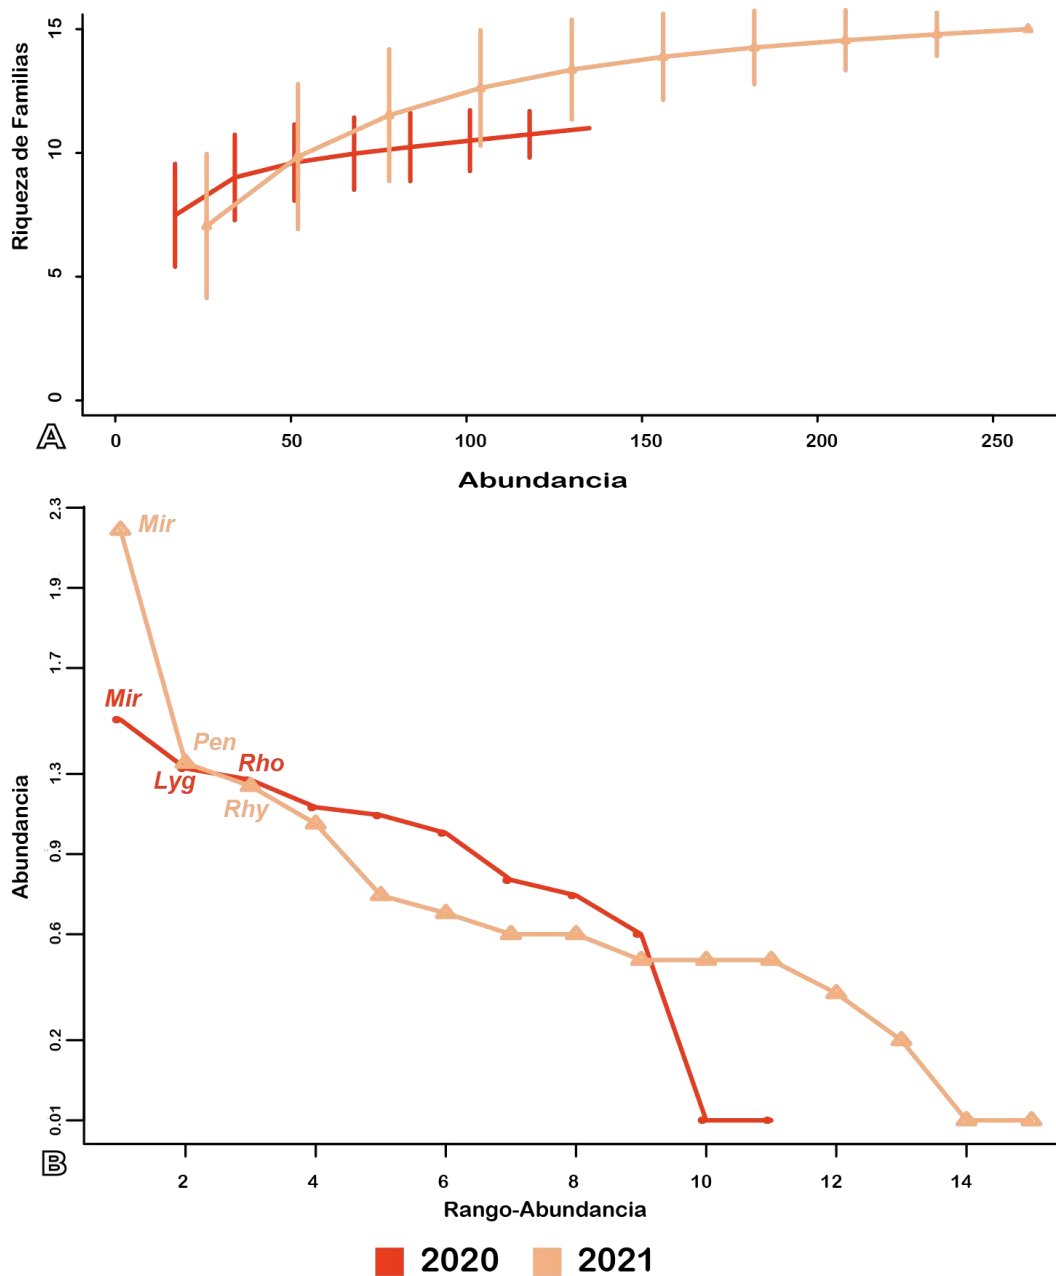 Riqueza de Familias
15
10
5
0
A
0 50 100 150 200 250
Abundancia
Abundancia
2.3
1.9
1.7
1.3
0.9
0.6
0.2
0.01
Mir
Mir
Pen
Rho
Lyg
Rhy
B
2 4 6 8 10 12 14
Rango-Abundancia
2020 2021